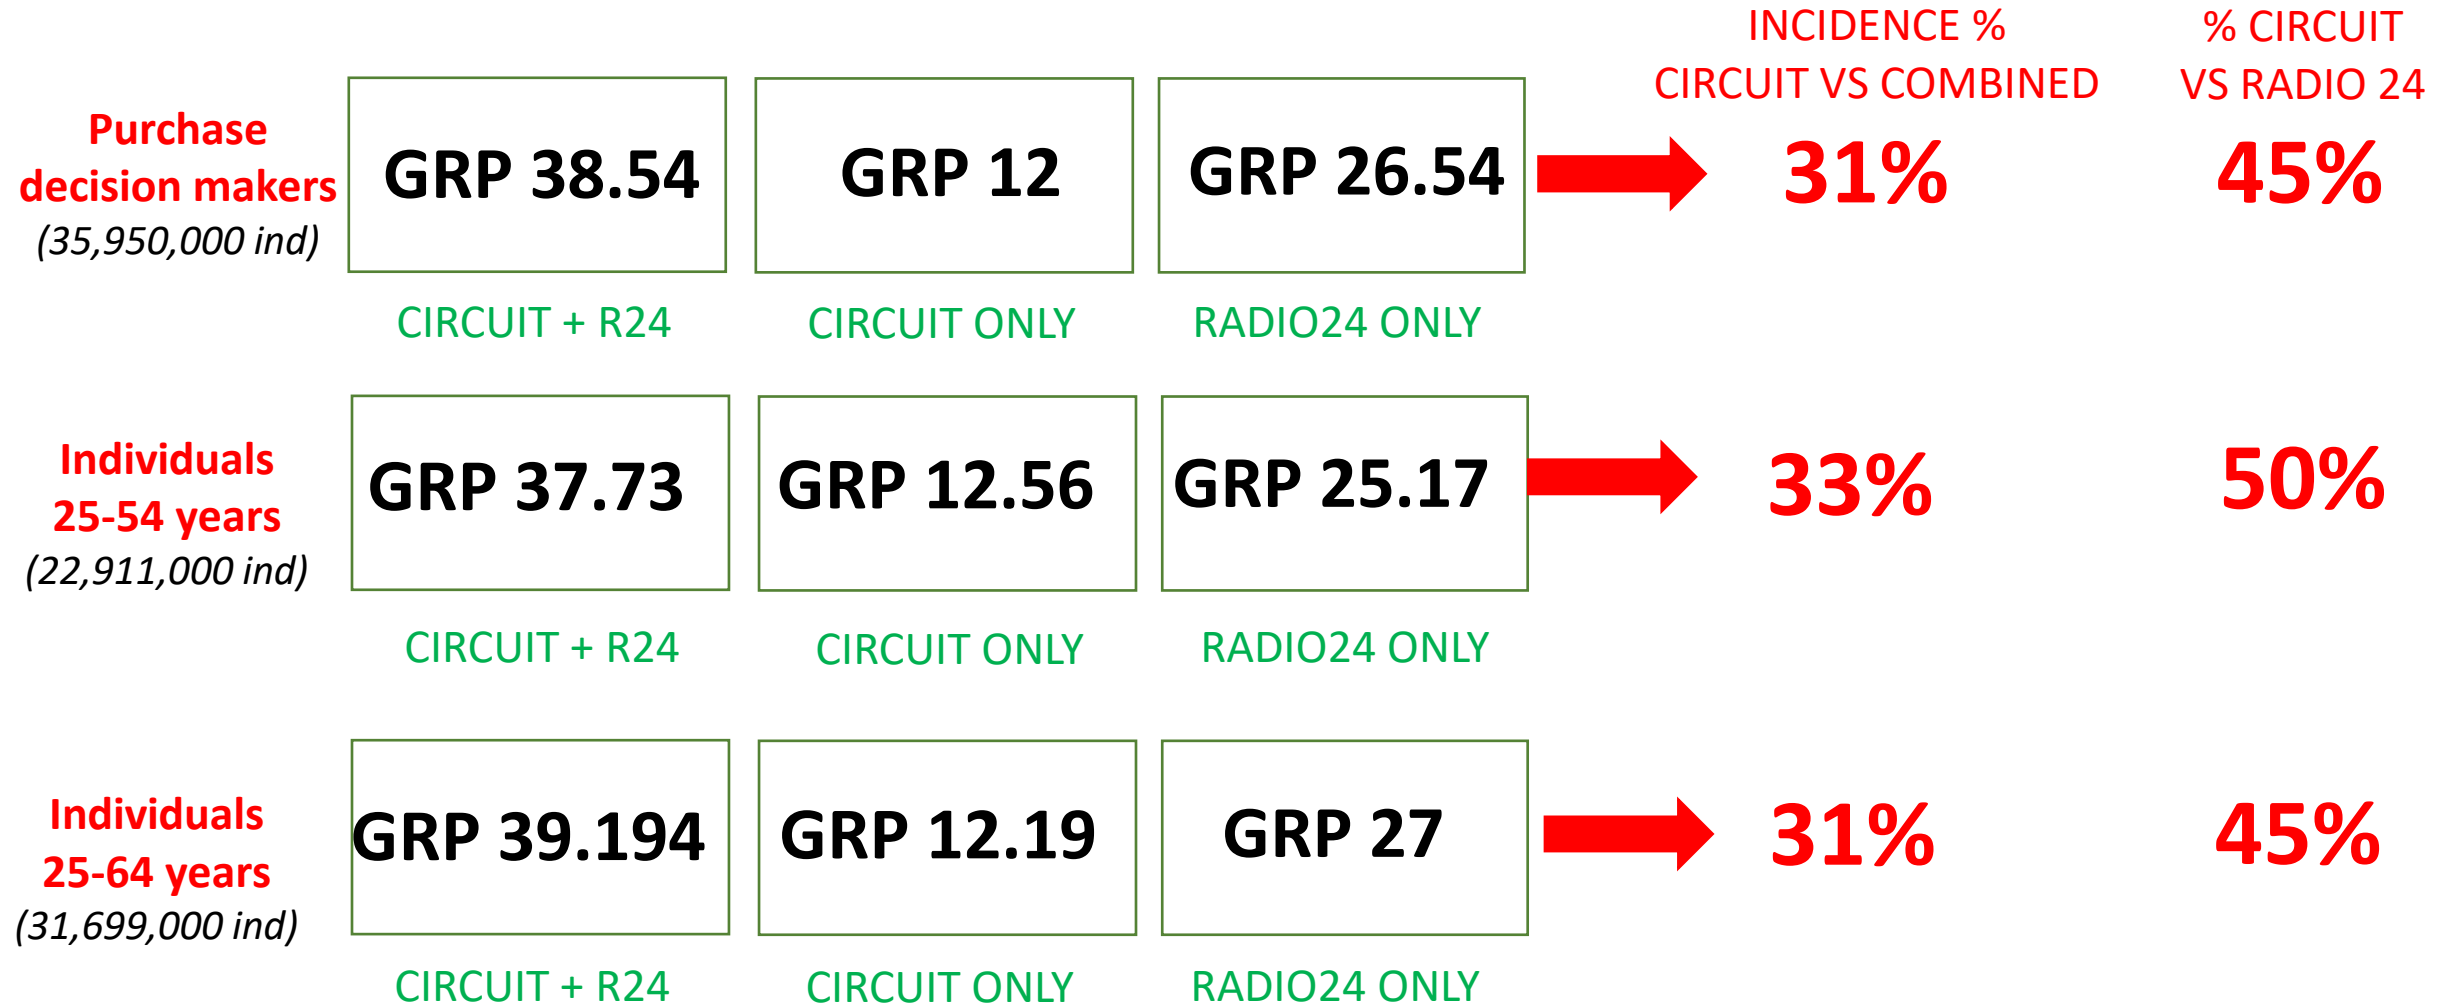 INCIDENCE %
CIRCUIT VS COMBINED
% CIRCUIT
VS RADIO 24
Purchase
decision makers
(35,950,000 ind)
GRP 38.54
GRP 12
GRP 26.54
31%
45%
CIRCUIT + R24
CIRCUIT ONLY
RADIO24 ONLY
Individuals
25-54 years
(22,911,000 ind)
GRP 37.73
GRP 12.56
GRP 25.17
33%
50%
CIRCUIT + R24
CIRCUIT ONLY
RADIO24 ONLY
Individuals
25-64 years
(31,699,000 ind)
GRP 39.194
GRP 12.19
GRP 27
31%
45%
CIRCUIT + R24
CIRCUIT ONLY
RADIO24 ONLY